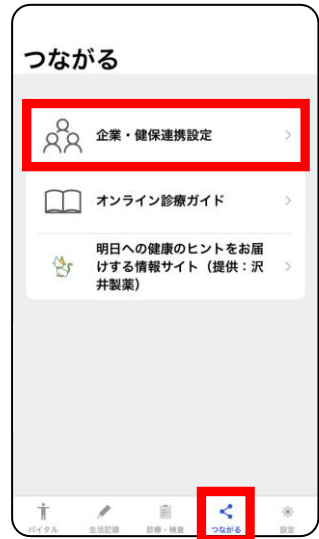 つながる
企業・健保連携設定
オンライン診療ガイド
明日への健康のヒントをお届
けする情報サイト（提供：沢
井製薬）
バイタル
生活記録
診療・検査
つながる
設定